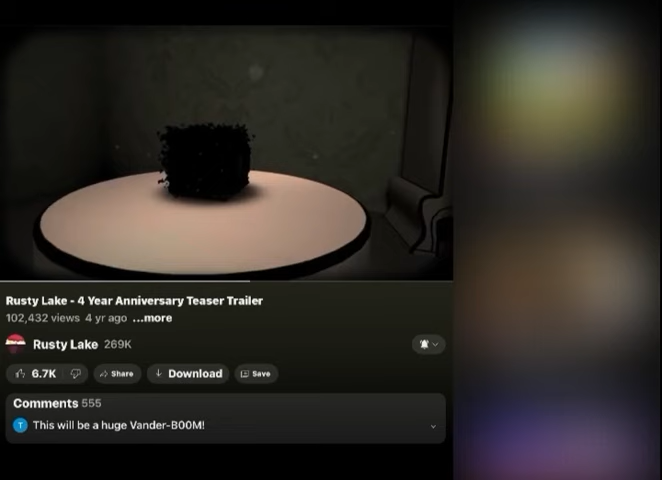 Rusty Lake - 4 Year Anniversary Teaser Trailer
102,432 views 4 yr ago ...more
Rusty Lake 269K
6.7K Share Download Save
Comments 555
T This will be a huge Vander-BOOM!